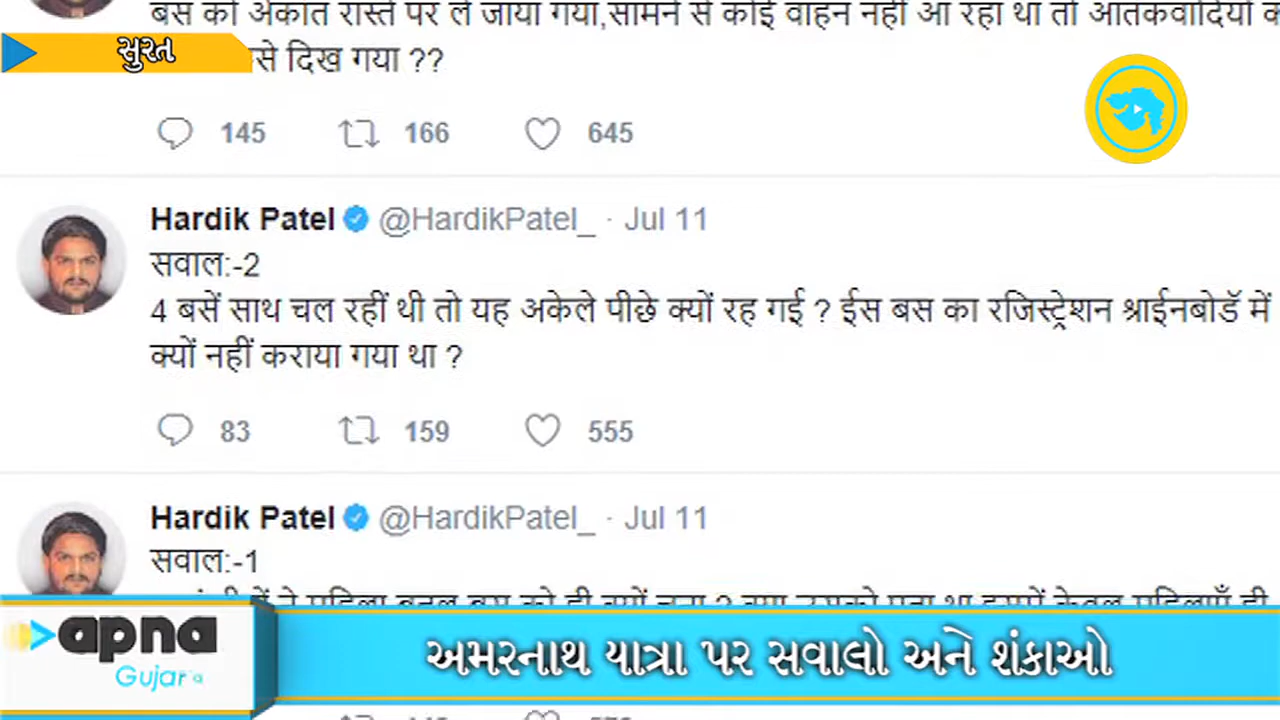 बस को अंकात रास्ते पर ले जाया गया,सामने से कोई वाहन नहीं आ रहा था तो आतंकवादियों
सुरत
से दिख गया ??
145 166 645
Hardik Patel @HardikPatel_ · Jul 11
सवाल:-2
4 बसें साथ चल रहीं थी तो यह अकेले पीछे क्यों रह गई ? ईस बस का रजिस्ट्रेशन श्राईनबोर्ड में
क्यों नहीं कराया गया था ?
83 159 555
Hardik Patel @HardikPatel_ · Jul 11
सवाल:-1
apna
Gujar
અમરનાથ યાત્રા પર સવાલો અને શંકાઓ